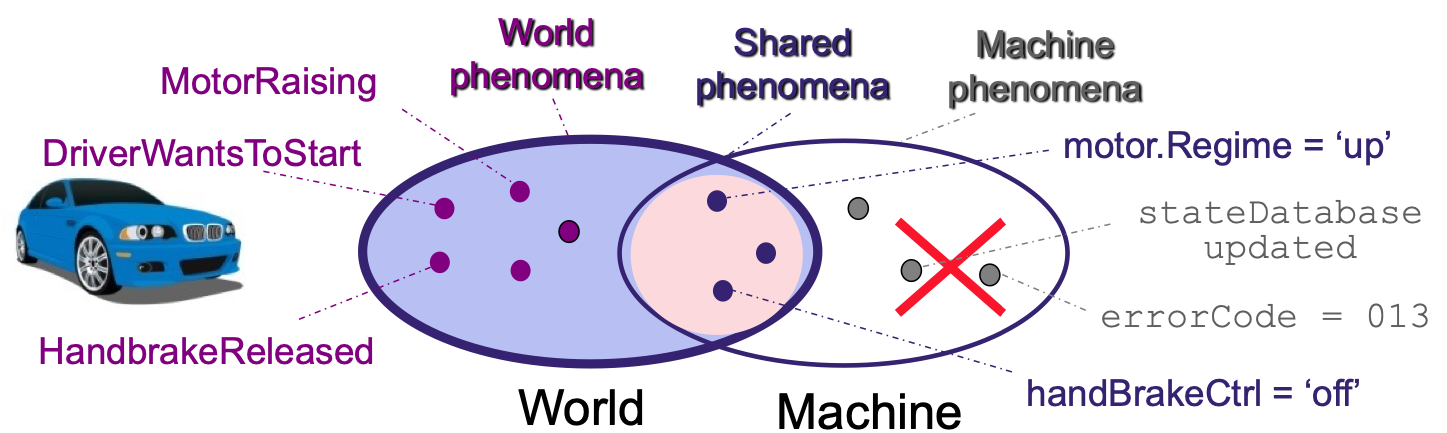 World
phenomena
Shared
phenomena
Machine
phenomena
MotorRaising
DriverWantsToStart
motor.Regime = ‘up’
stateDatabase
updated
errorCode = 013
HandbrakeReleased
handBrakeCtrl = ‘off’
World
Machine